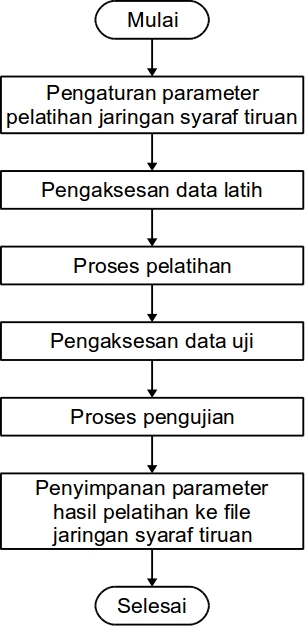 Mulai
Pengaturan parameter
pelatihan jaringan syaraf tiruan
Pengaksesan data latih
Proses pelatihan
Pengaksesan data uji
Proses pengujian
Penyimpanan parameter
hasil pelatihan ke file
jaringan syaraf tiruan
Selesai